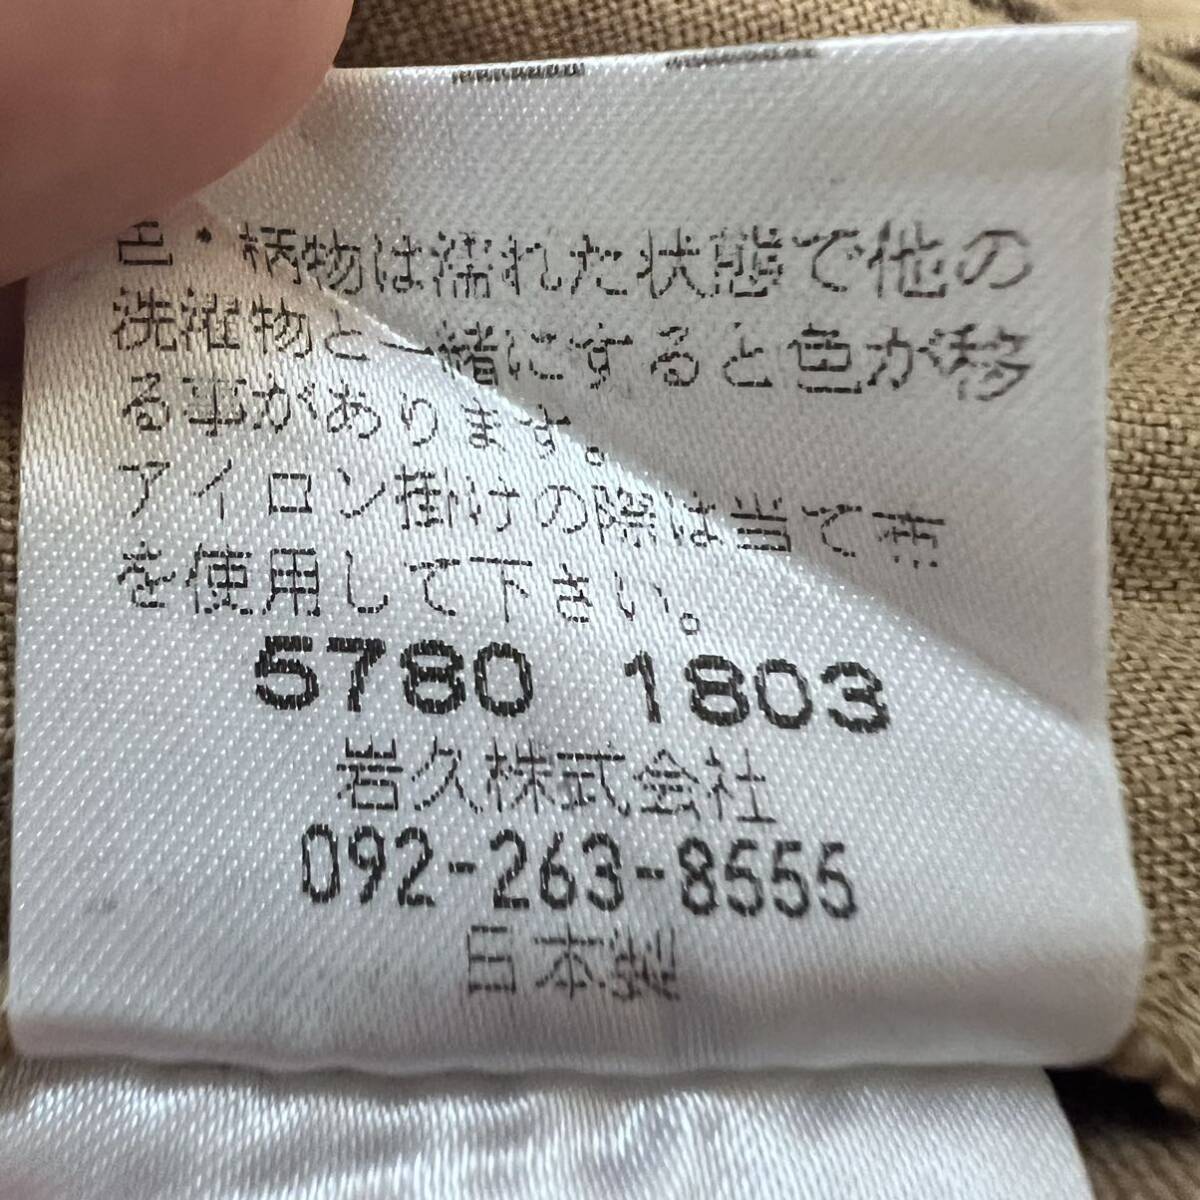 色・柄物は濡れた状態で他の
洗濯物と一緒にすると色が移
る事があります。
アイロン掛けの際は当て布
を使用して下さい。
5780 1803
岩久株式会社
092-263-8555
日本製